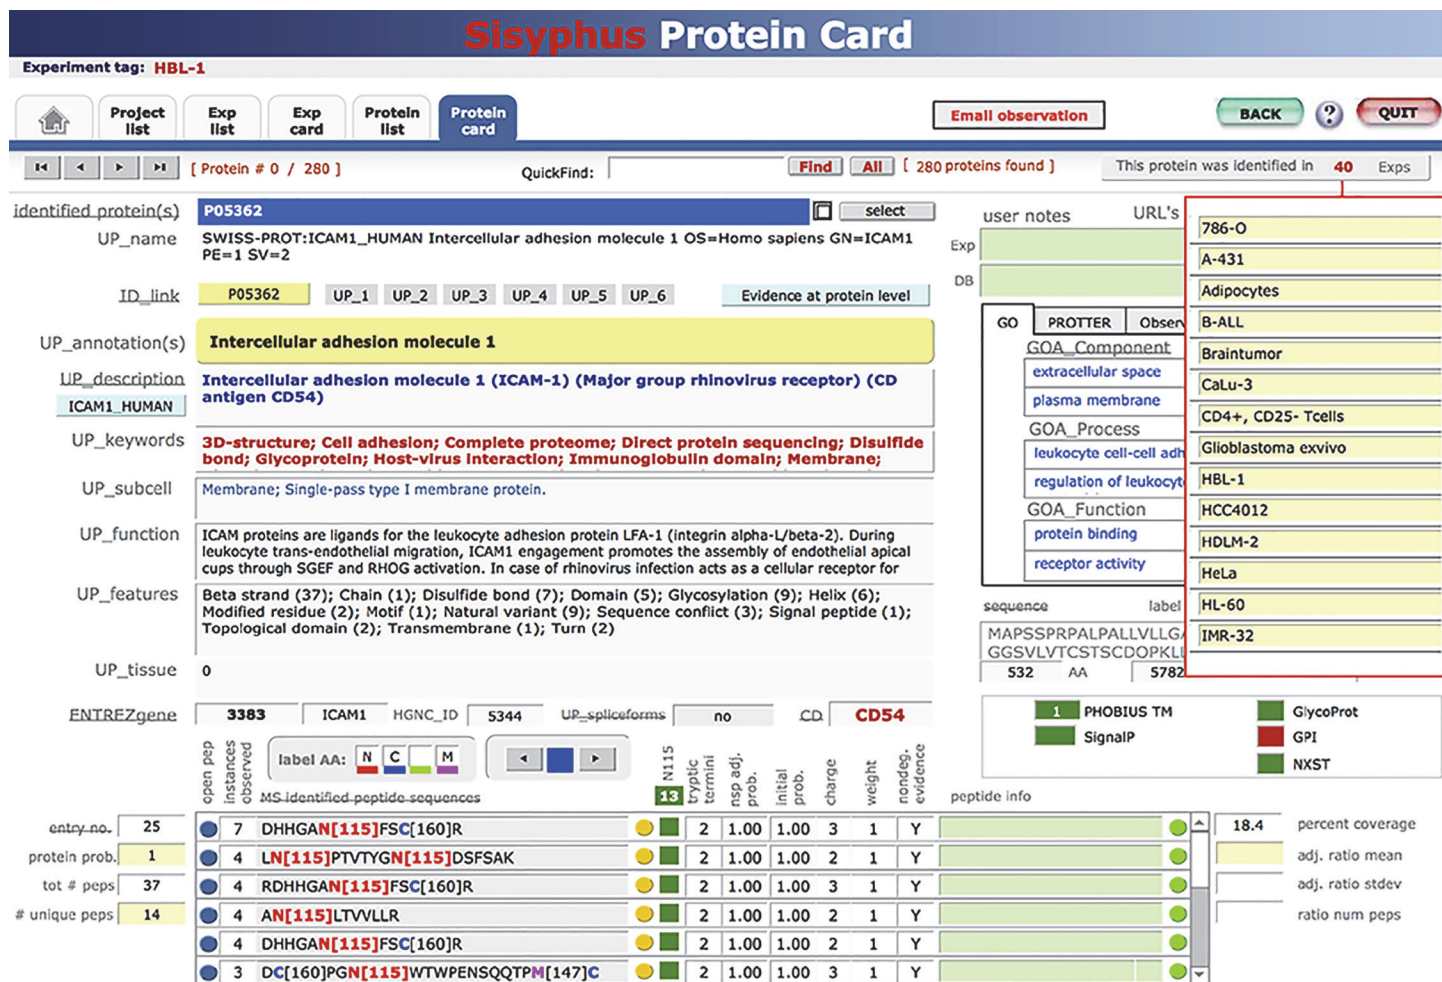 Sisyphus Protein Card
Experiment tag: HBL-1
Project list
Exp list
Exp card
Protein list
Protein card
Email observation
BACK
?
QUIT
[ Protein # 0 / 280 ]
QuickFind:
Find
All
[ 280 proteins found ]
This protein was identified in 40 Exps
identified protein(s)
P05362
select
UP_name
SWISS-PROT:ICAM1_HUMAN Intercellular adhesion molecule 1 OS=Homo sapiens GN=ICAM1
PE=1 SV=2
ID_link
P05362
UP_1
UP_2
UP_3
UP_4
UP_5
UP_6
Evidence at protein level
UP_annotation(s)
Intercellular adhesion molecule 1
UP_description
ICAM1_HUMAN
Intercellular adhesion molecule 1 (ICAM-1) (Major group rhinovirus receptor) (CD
antigen CD54)
UP_keywords
3D-structure; Cell adhesion; Complete proteome; Direct protein sequencing; Disulfide
bond; Glycoprotein; Host-virus interaction; Immunoglobulin domain; Membrane;
UP_subcell
Membrane; Single-pass type I membrane protein.
UP_function
ICAM proteins are ligands for the leukocyte adhesion protein LFA-1 (integrin alpha-L/beta-2). During
leukocyte trans-endothelial migration, ICAM1 engagement promotes the assembly of endothelial apical
cups through SGEF and RHOG activation. In case of rhinovirus infection acts as a cellular receptor for
UP_features
Beta strand (37); Chain (1); Disulfide bond (7); Domain (5); Glycosylation (9); Helix (6);
Modified residue (2); Motif (1); Natural variant (9); Sequence conflict (3); Signal peptide (1);
Topological domain (2); Transmembrane (1); Turn (2)
UP_tissue
0
ENTREZgene
3383
ICAM1
HGNC_ID
5344
UP_spliceforms
no
CD
CD54
user notes
URL's
Exp
DB
GO
PROTTER
Obser
GOA_Component
extracellular space
plasma membrane
GOA_Process
leukocyte cell-cell adh
regulation of leukocyt
GOA_Function
protein binding
receptor activity
sequence
label
MAPSSPRPALPALLVLLGA
GGSVLVTCSTSCDQPKLL
532
AA
5782
786-O
A-431
Adipocytes
B-ALL
Braintumor
CaLu-3
CD4+, CD25- Tcells
Glioblastoma exvivo
HBL-1
HCC4012
HDLM-2
HeLa
HL-60
IMR-32
1 PHOBIUS TM
SignalP
GlycoProt
GPI
NXST
open pep
instances observed
label AA: N C M
MS identified peptide sequences
N115
13
tryptic termini
nsp adj. prob.
initial prob.
charge
weight
nondeg. evidence
peptide info
entry no. 25
protein prob. 1
tot # peps 37
# unique peps 14
7 DHHGAN[115]FSC[160]R 2 1.00 1.00 3 1 Y
4 LN[115]PTVTYGN[115]DSFSAK 2 1.00 1.00 2 1 Y
4 RDHHGAN[115]FSC[160]R 2 1.00 1.00 3 1 Y
4 AN[115]LTVVLLR 2 1.00 1.00 2 1 Y
4 DHHGAN[115]FSC[160]R 2 1.00 1.00 2 1 Y
3 DC[160]PGN[115]WTWPENSQQTPM[147]C 2 1.00 1.00 3 1 Y
18.4 percent coverage
adj. ratio mean
adj. ratio stdev
ratio num peps